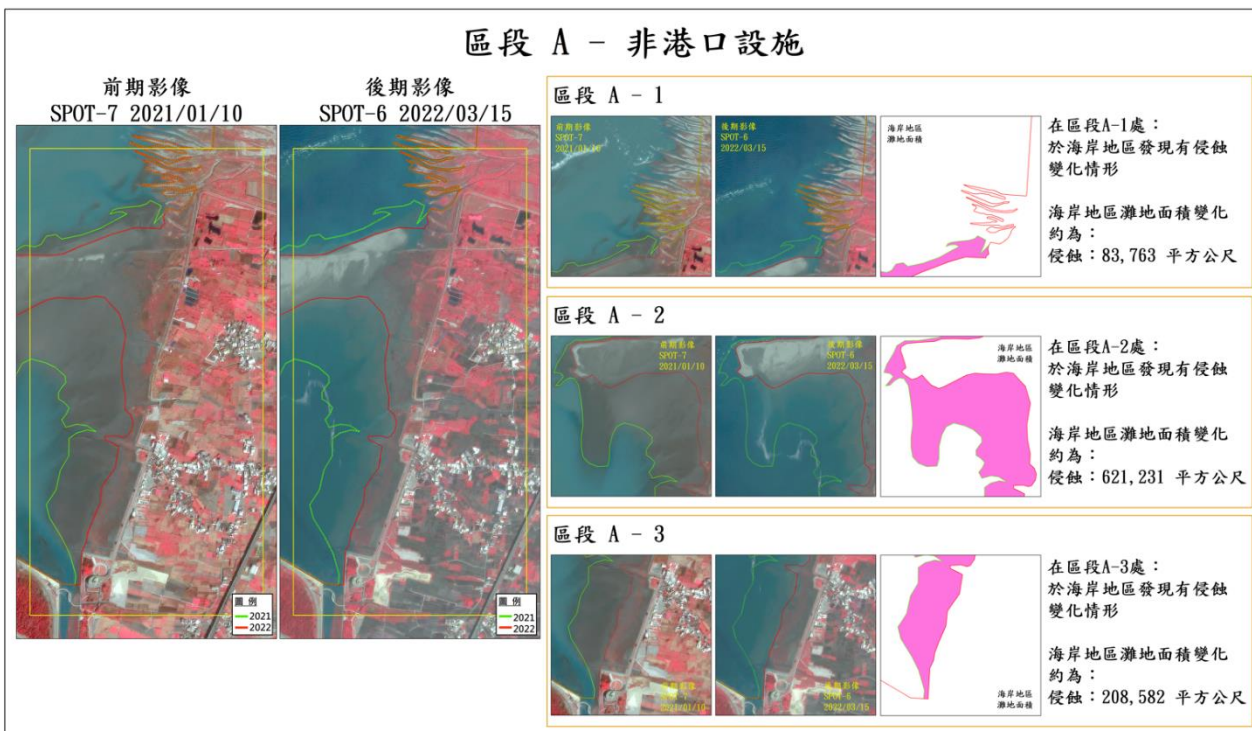 區段 A - 非港口設施
前期影像
SPOT-7 2021/01/10
圖 例
2021
2022
後期影像
SPOT-6 2022/03/15
圖 例
2021
2022
區段 A - 1
前期影像
SPOT-7
2021/01/10
後期影像
SPOT-6
2022/03/15
海岸地區
灘地面積
在區段A-1處：
於海岸地區發現有侵蝕
變化情形
海岸地區灘地面積變化
約為：
侵蝕：83,763 平方公尺
區段 A - 2
前期影像
SPOT-7
2021/01/10
後期影像
SPOT-6
2022/03/15
海岸地區
灘地面積
在區段A-2處：
於海岸地區發現有侵蝕
變化情形
海岸地區灘地面積變化
約為：
侵蝕：621,231 平方公尺
區段 A - 3
前期影像
SPOT-7
2021/01/10
後期影像
SPOT-6
2022/03/15
海岸地區
灘地面積
在區段A-3處：
於海岸地區發現有侵蝕
變化情形
海岸地區灘地面積變化
約為：
侵蝕：208,582 平方公尺